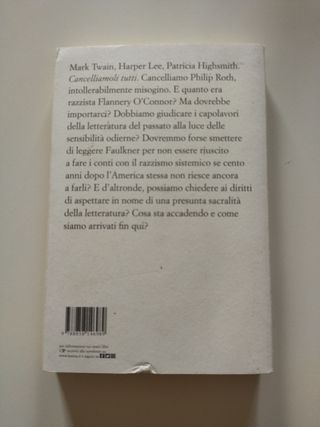 Mark Twain, Harper Lee, Patricia Highsmith.
Cancelliamoli tutti. Cancelliamo Philip Roth,
intollerabilmente misogino. E quanto era
razzista Flannery O'Connor? Ma dovrebbe
importarci? Dobbiamo giudicare i capolavori
della letteratura del passato alla luce delle
sensibilità odierne? Dovremmo forse smettere
di leggere Faulkner per non essere riuscito
a fare i conti con il razzismo sistemico se cento
anni dopo l'America stessa non riesce ancora
a farli? E d'altronde, possiamo chiedere ai diritti
di aspettare in nome di una presunta sacralità
della letteratura? Cosa sta accadendo e come
siamo arrivati fin qui?